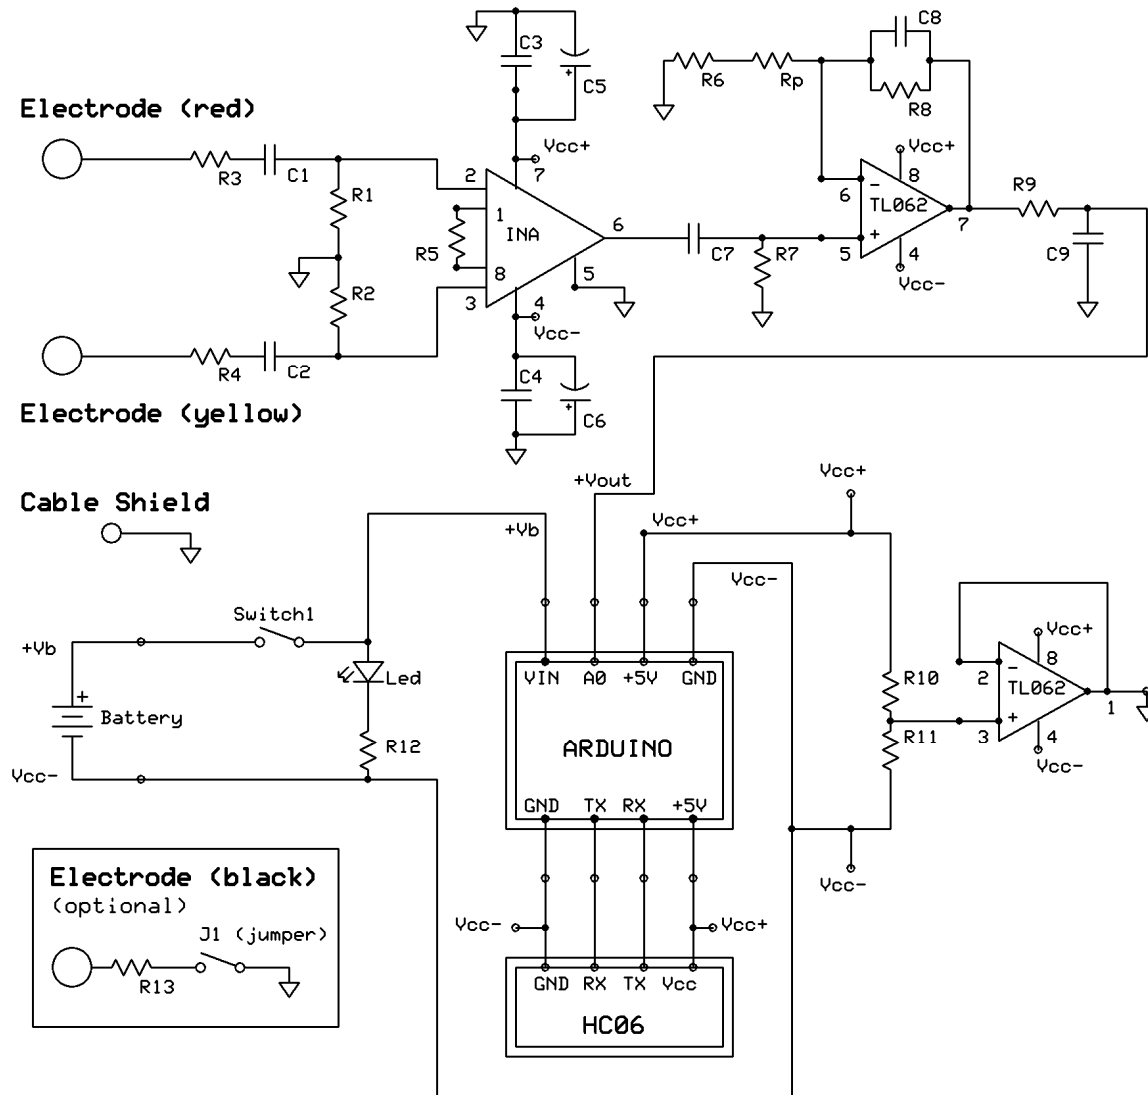 C8
C3
R6
Rp
C5
R8
Electrode (red)
Vcc+
Vcc+
7
8
R3
C1
2
6
−
TL062
R9
R1
1
R5
INA
6
7
+
C7
R7
5
4
C9
8
5
R2
3
4
Vcc-
Vcc-
R4
C2
C4
C6
+
+
Electrode (yellow)
Vcc+
+Vout
Cable Shield
+Vb
Vcc+
Vcc-
Switch1
+Vb
Vcc+
8
−
2
TL062
VIN A0 +5V GND
Led
R10
+
Battery
+
1
R12
ARDUINO
R11
3
4
Vcc-
Vcc-
GND TX RX +5V
Electrode (black)
Vcc-
(optional)
Vcc-
Vcc+
J1 (jumper)
R13
GND RX TX Vcc
HC06